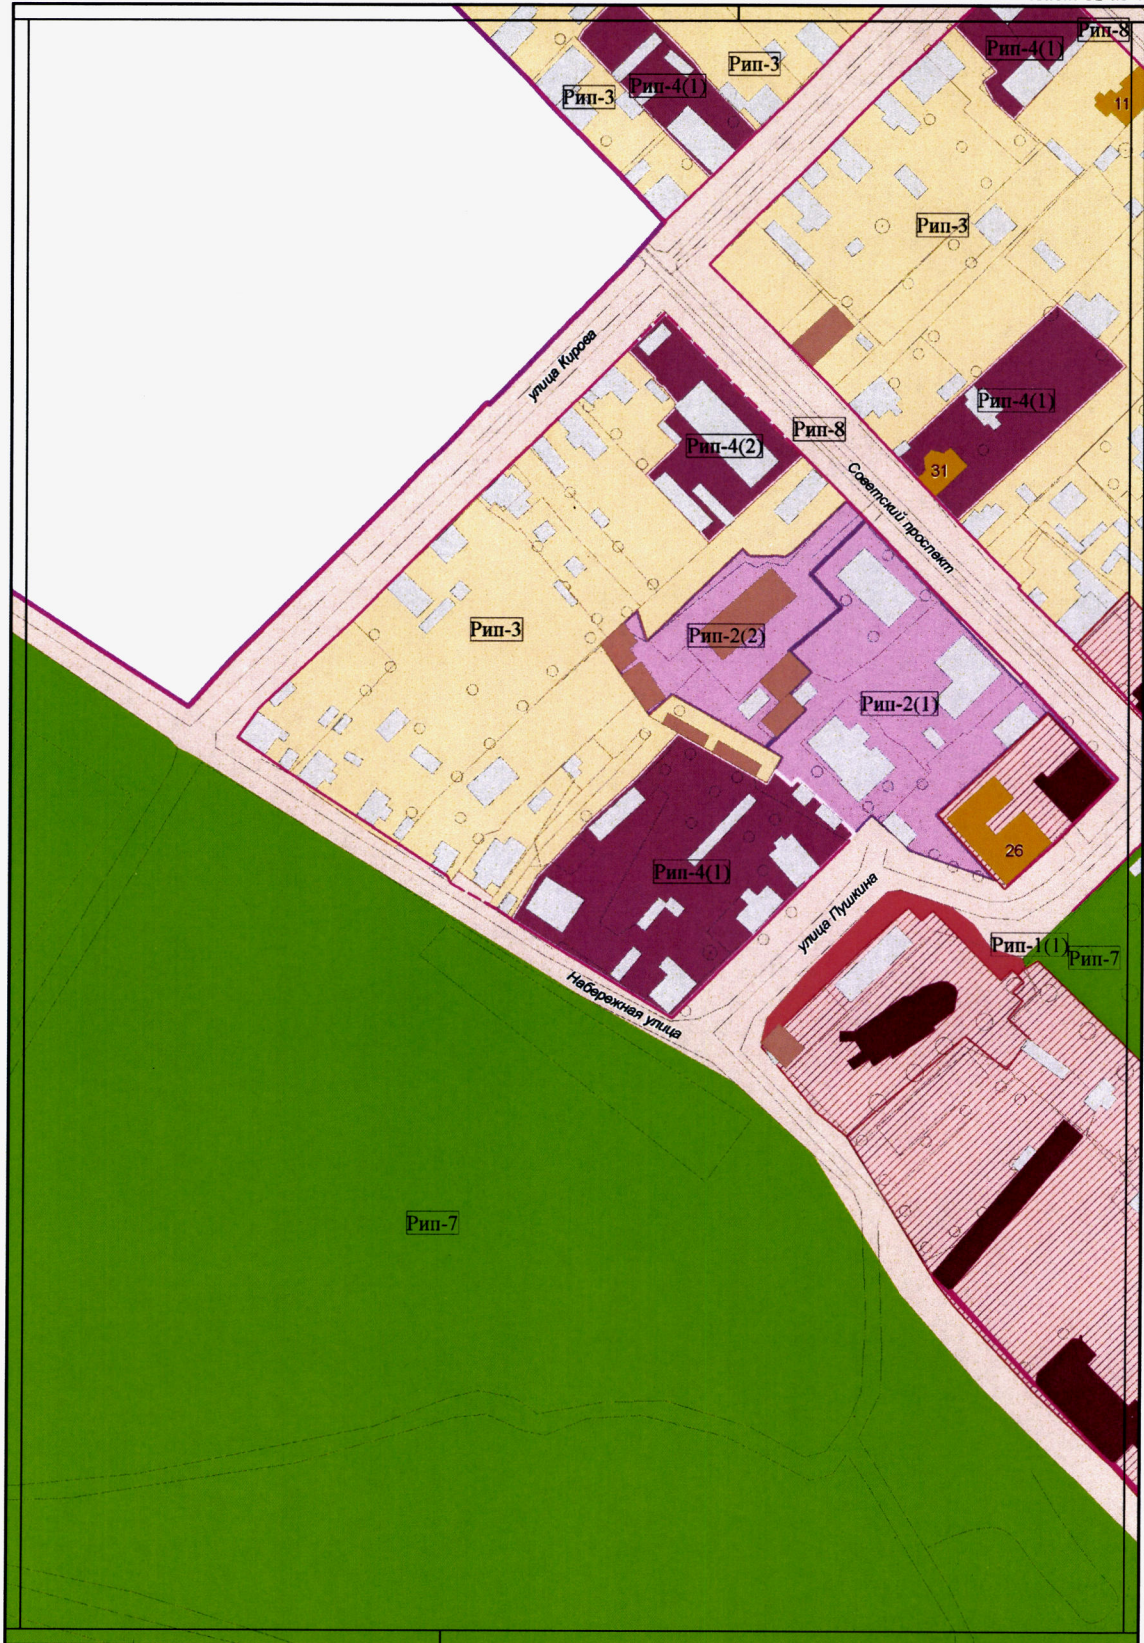 Рип-8
Рип-4(1)
Рип-3
Рип-4(1)
Рип-3
11
Рип-3
улица Кирова
Рип-4(1)
Рип-8
Рип-4(2)
31
Советский проспект
Рип-3
Рип-2(2)
Рип-2(1)
26
Рип-4(1)
улица Пушкина
Рип-1(1)
Рип-7
Набережная улица
Рип-7